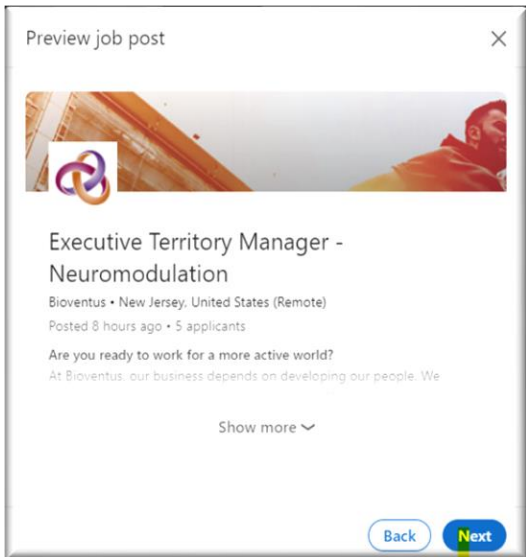 Preview job post
Executive Territory Manager -
Neuromodulation
Bioventus • New Jersey, United States (Remote)
Posted 8 hours ago • 5 applicants
Are you ready to work for a more active world?
At Bioventus, our business depends on developing our people. We
Show more
Back
Next